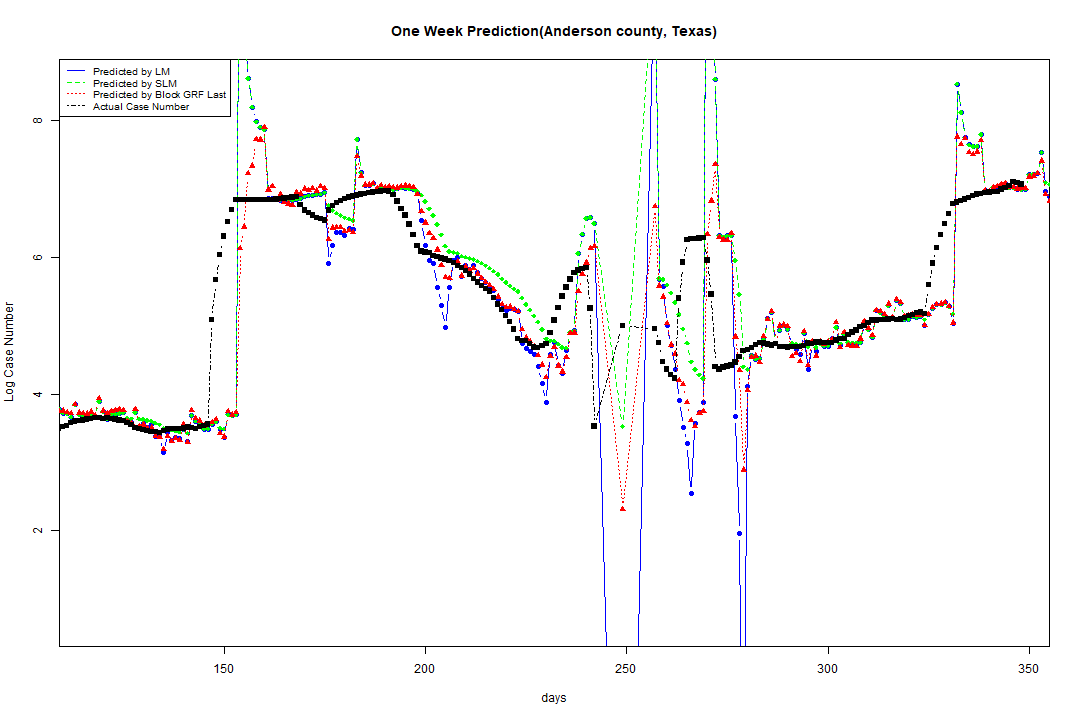 One Week Prediction(Anderson county, Texas)
Predicted by LM
Predicted by SLM
Predicted by Block GRF Last
Actual Case Number
8
6
4
2
Log Case Number
150
200
250
300
350
days